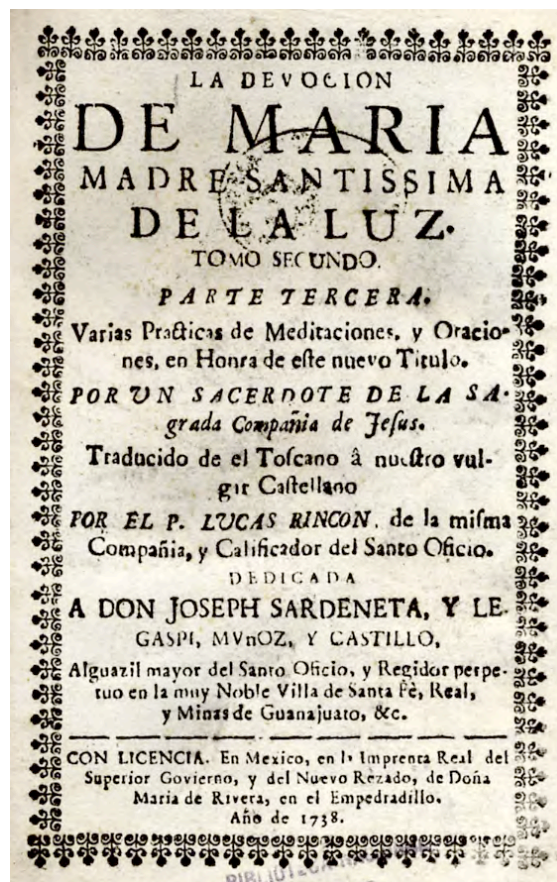 LA DEVOCION
DE MARIA
MADRE SANTISSIMA
DE LA LUZ.
TOMO SECUNDO.
PARTE TERCERA.
Varias Practicas de Meditaciones, y Oracio-
nes, en Honra de eſte nuevo Titulo.
POR UN SACERDOTE DE LA SA-
grada Compañia de Jeſus.
Traducido de el Toſcano â nueſtro vul-
gar Caſtellano
POR EL P. LUCAS RINCON, de la miſma
Compañia, y Calificador del Santo Oficio.
DEDICADA
A DON JOSEPH SARDENETA, Y LE-
GASPI, MVnOZ, Y CASTILLO,
Alguazil mayor del Santo Oficio, y Regidor perpe-
tuo en la muy Noble Villa de Santa Fè, Real,
y Minas de Guanajuato, &c.
CON LICENCIA. En Mexico, en la Imprenta Real del
Superior Govierno, y del Nuevo Rezado, de Doña
Maria de Rivera, en el Empedradillo.
Año de 1738.